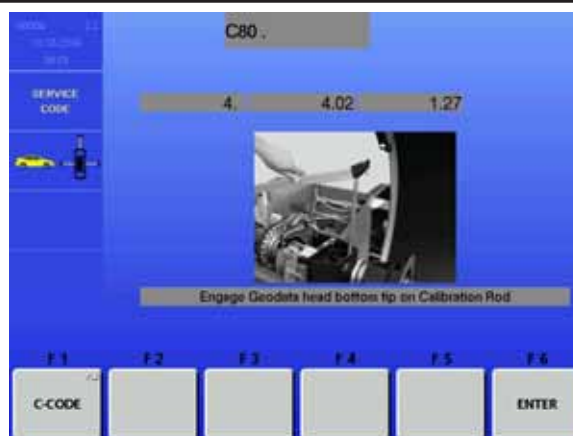 C80 .
SERVICE
CODE
4. 4.02 1.27
Engage Geodata head bottom tip on Calibration Rod
F 1 F 2 F 3 F 4 F 5 F 6
C-CODE ENTER